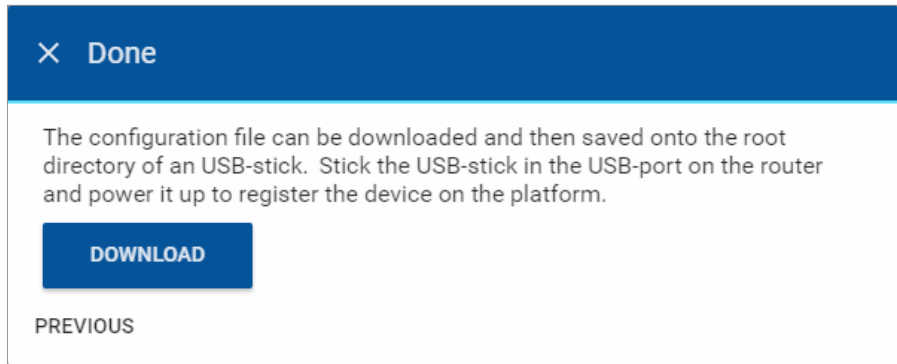 Done
The configuration file can be downloaded and then saved onto the root
directory of an USB-stick. Stick the USB-stick in the USB-port on the router
and power it up to register the device on the platform.
DOWNLOAD
PREVIOUS